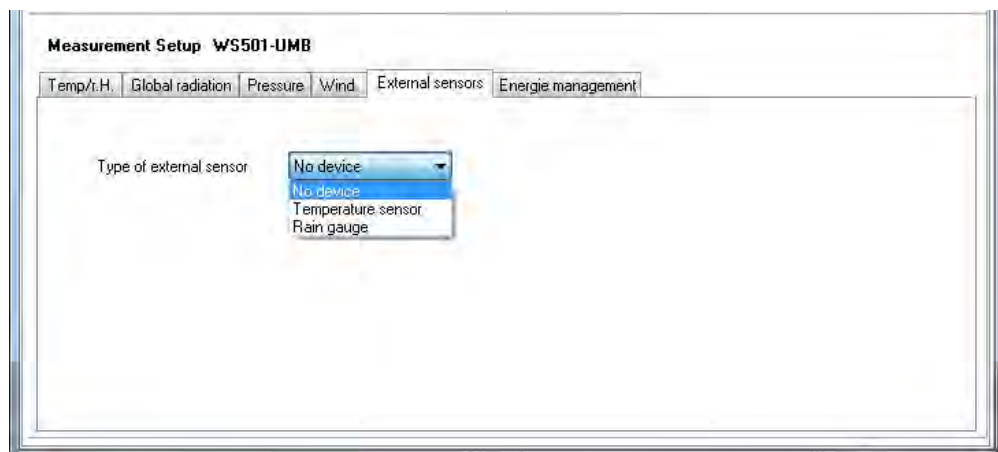 Measurement Setup WS501-UMB
Temp/r.H. Global radiation Pressure Wind External sensors Energie management
Type of external sensor No device
No device
Temperature sensor
Rain gauge